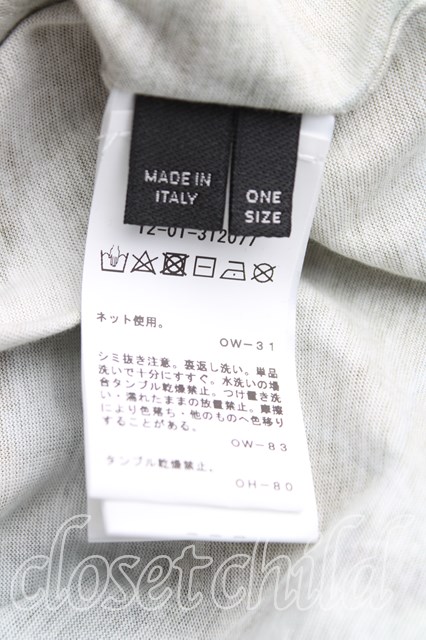 MADE IN
ITALY
ONE
SIZE
12-01-312077
ネット使用。
OW-31
シミ抜き注意。裏返し洗い。単品
洗いで十分にすすぐ。水洗いの場
合タンブル乾燥禁止。つけ置き洗
い・濡れたままの放置禁止。摩擦
により色落ち・他のものへ色移り
することがある。
OW-83
タンブル乾燥禁止。
OH-80
closet child